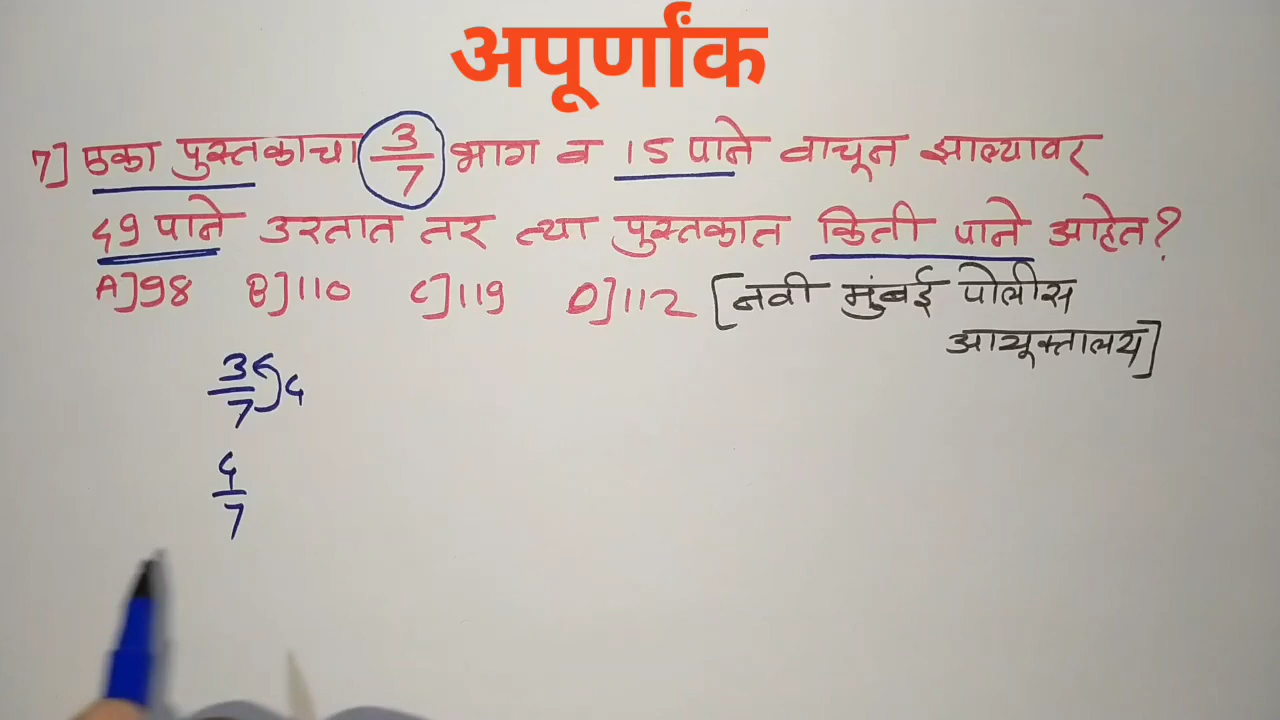 अपूर्णांक
7] एका पुस्तकाचा 3/7 भाग व 15 पाने वाचून झाल्यावर
49 पाने उरतात तर त्या पुस्तकात किती पाने आहेत?
A]98 B]110 C]119 D]112 [नवी मुंबई पोलीस
आयूक्तालय]
3/7 4
4/7